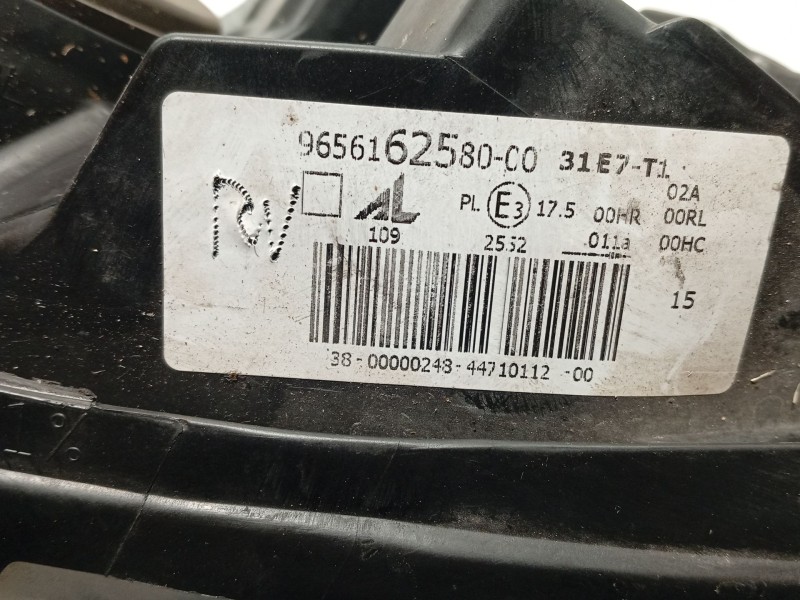 9656162580-00 31E7-T1
02A
RV AL PL E3 17.5 00HR 00RL
109 2552 011a 00HC
15
38-00000248-44710112-00